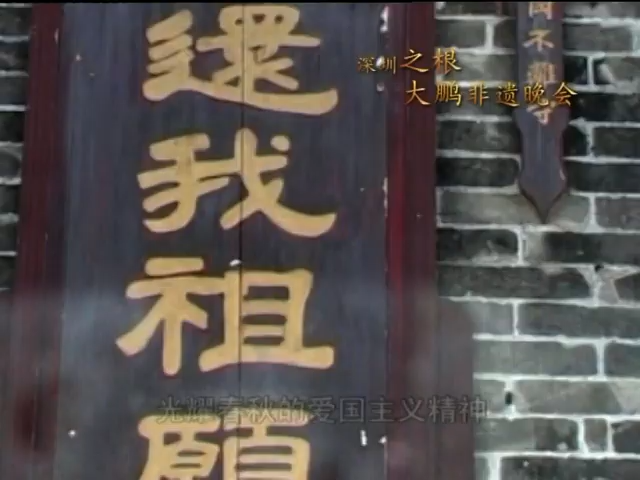 深圳之根
大鹏非遗晚会
還我祖願
光耀春秋的爱国主义精神